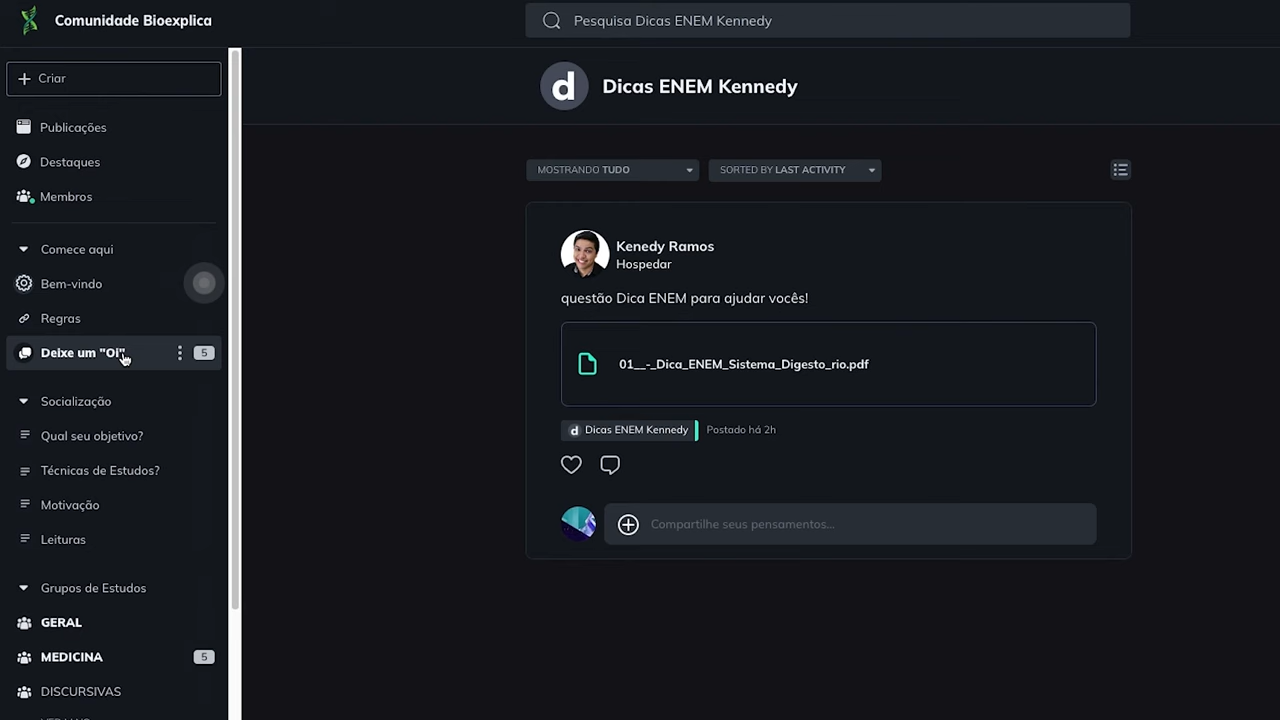 Comunidade Bioexplica
Pesquisa Dicas ENEM Kennedy
Criar
Publicações
Destaques
Membros
Comece aqui
Bem-vindo
Regras
Deixe um "Oi"
5
Socialização
Qual seu objetivo?
Técnicas de Estudos?
Motivação
Leituras
Grupos de Estudos
GERAL
MEDICINA
5
DISCURSIVAS
d
Dicas ENEM Kennedy
MOSTRANDO TUDO
SORTED BY LAST ACTIVITY
Kenedy Ramos
Hospedar
questão Dica ENEM para ajudar vocês!
01__-_Dica_ENEM_Sistema_Digesto_rio.pdf
d Dicas ENEM Kennedy
Postado há 2h
Compartilhe seus pensamentos...